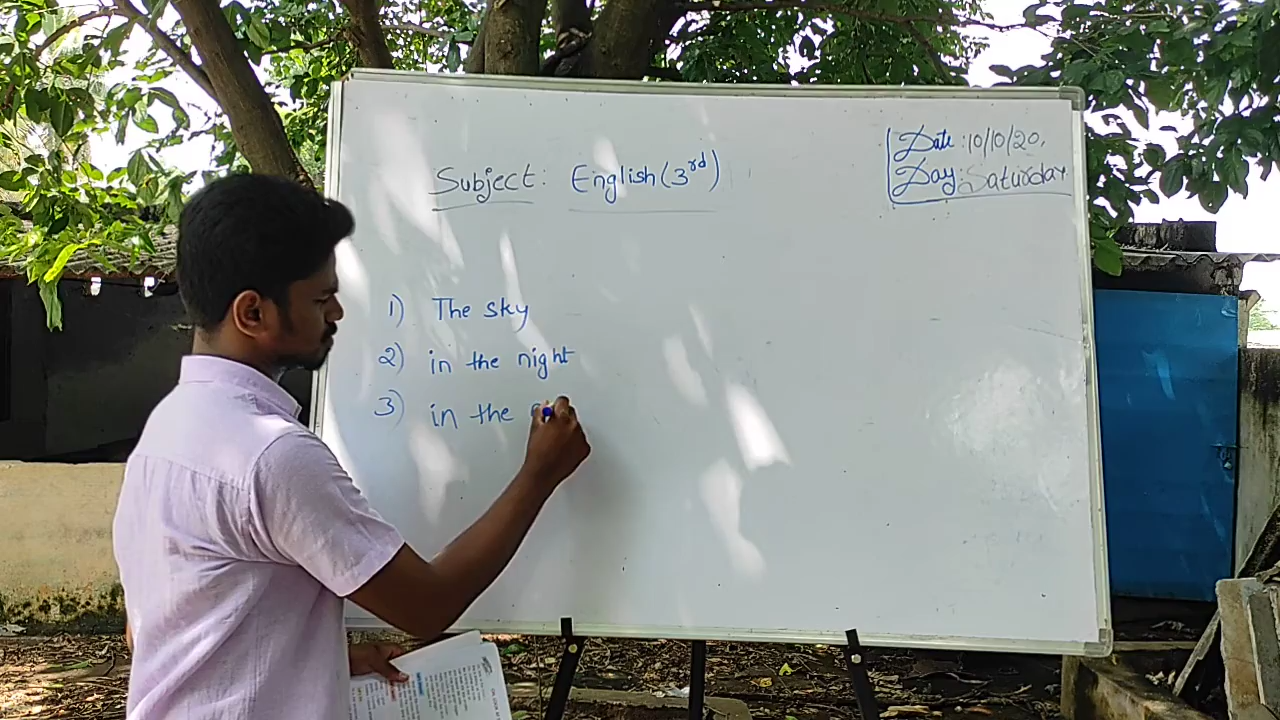 Subject: English (3rd)
Date: 10/10/20.
Day: Saturday
1) The sky
2) in the night
3) in the